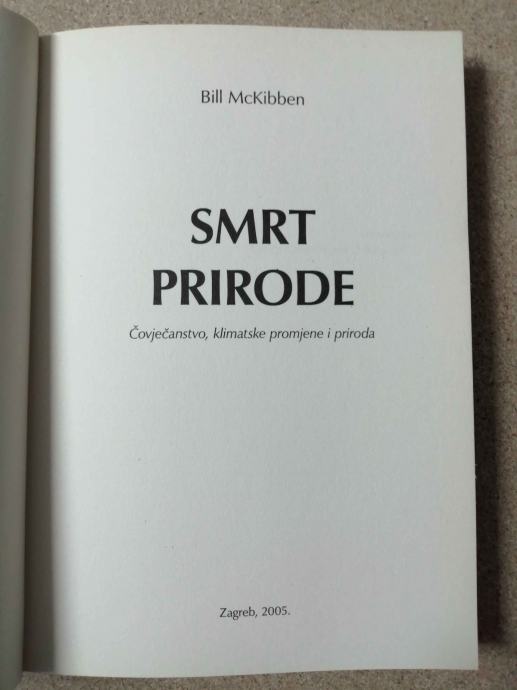 Bill McKibben
SMRT
PRIRODE
Čovječanstvo, klimatske promjene i priroda
Zagreb, 2005.